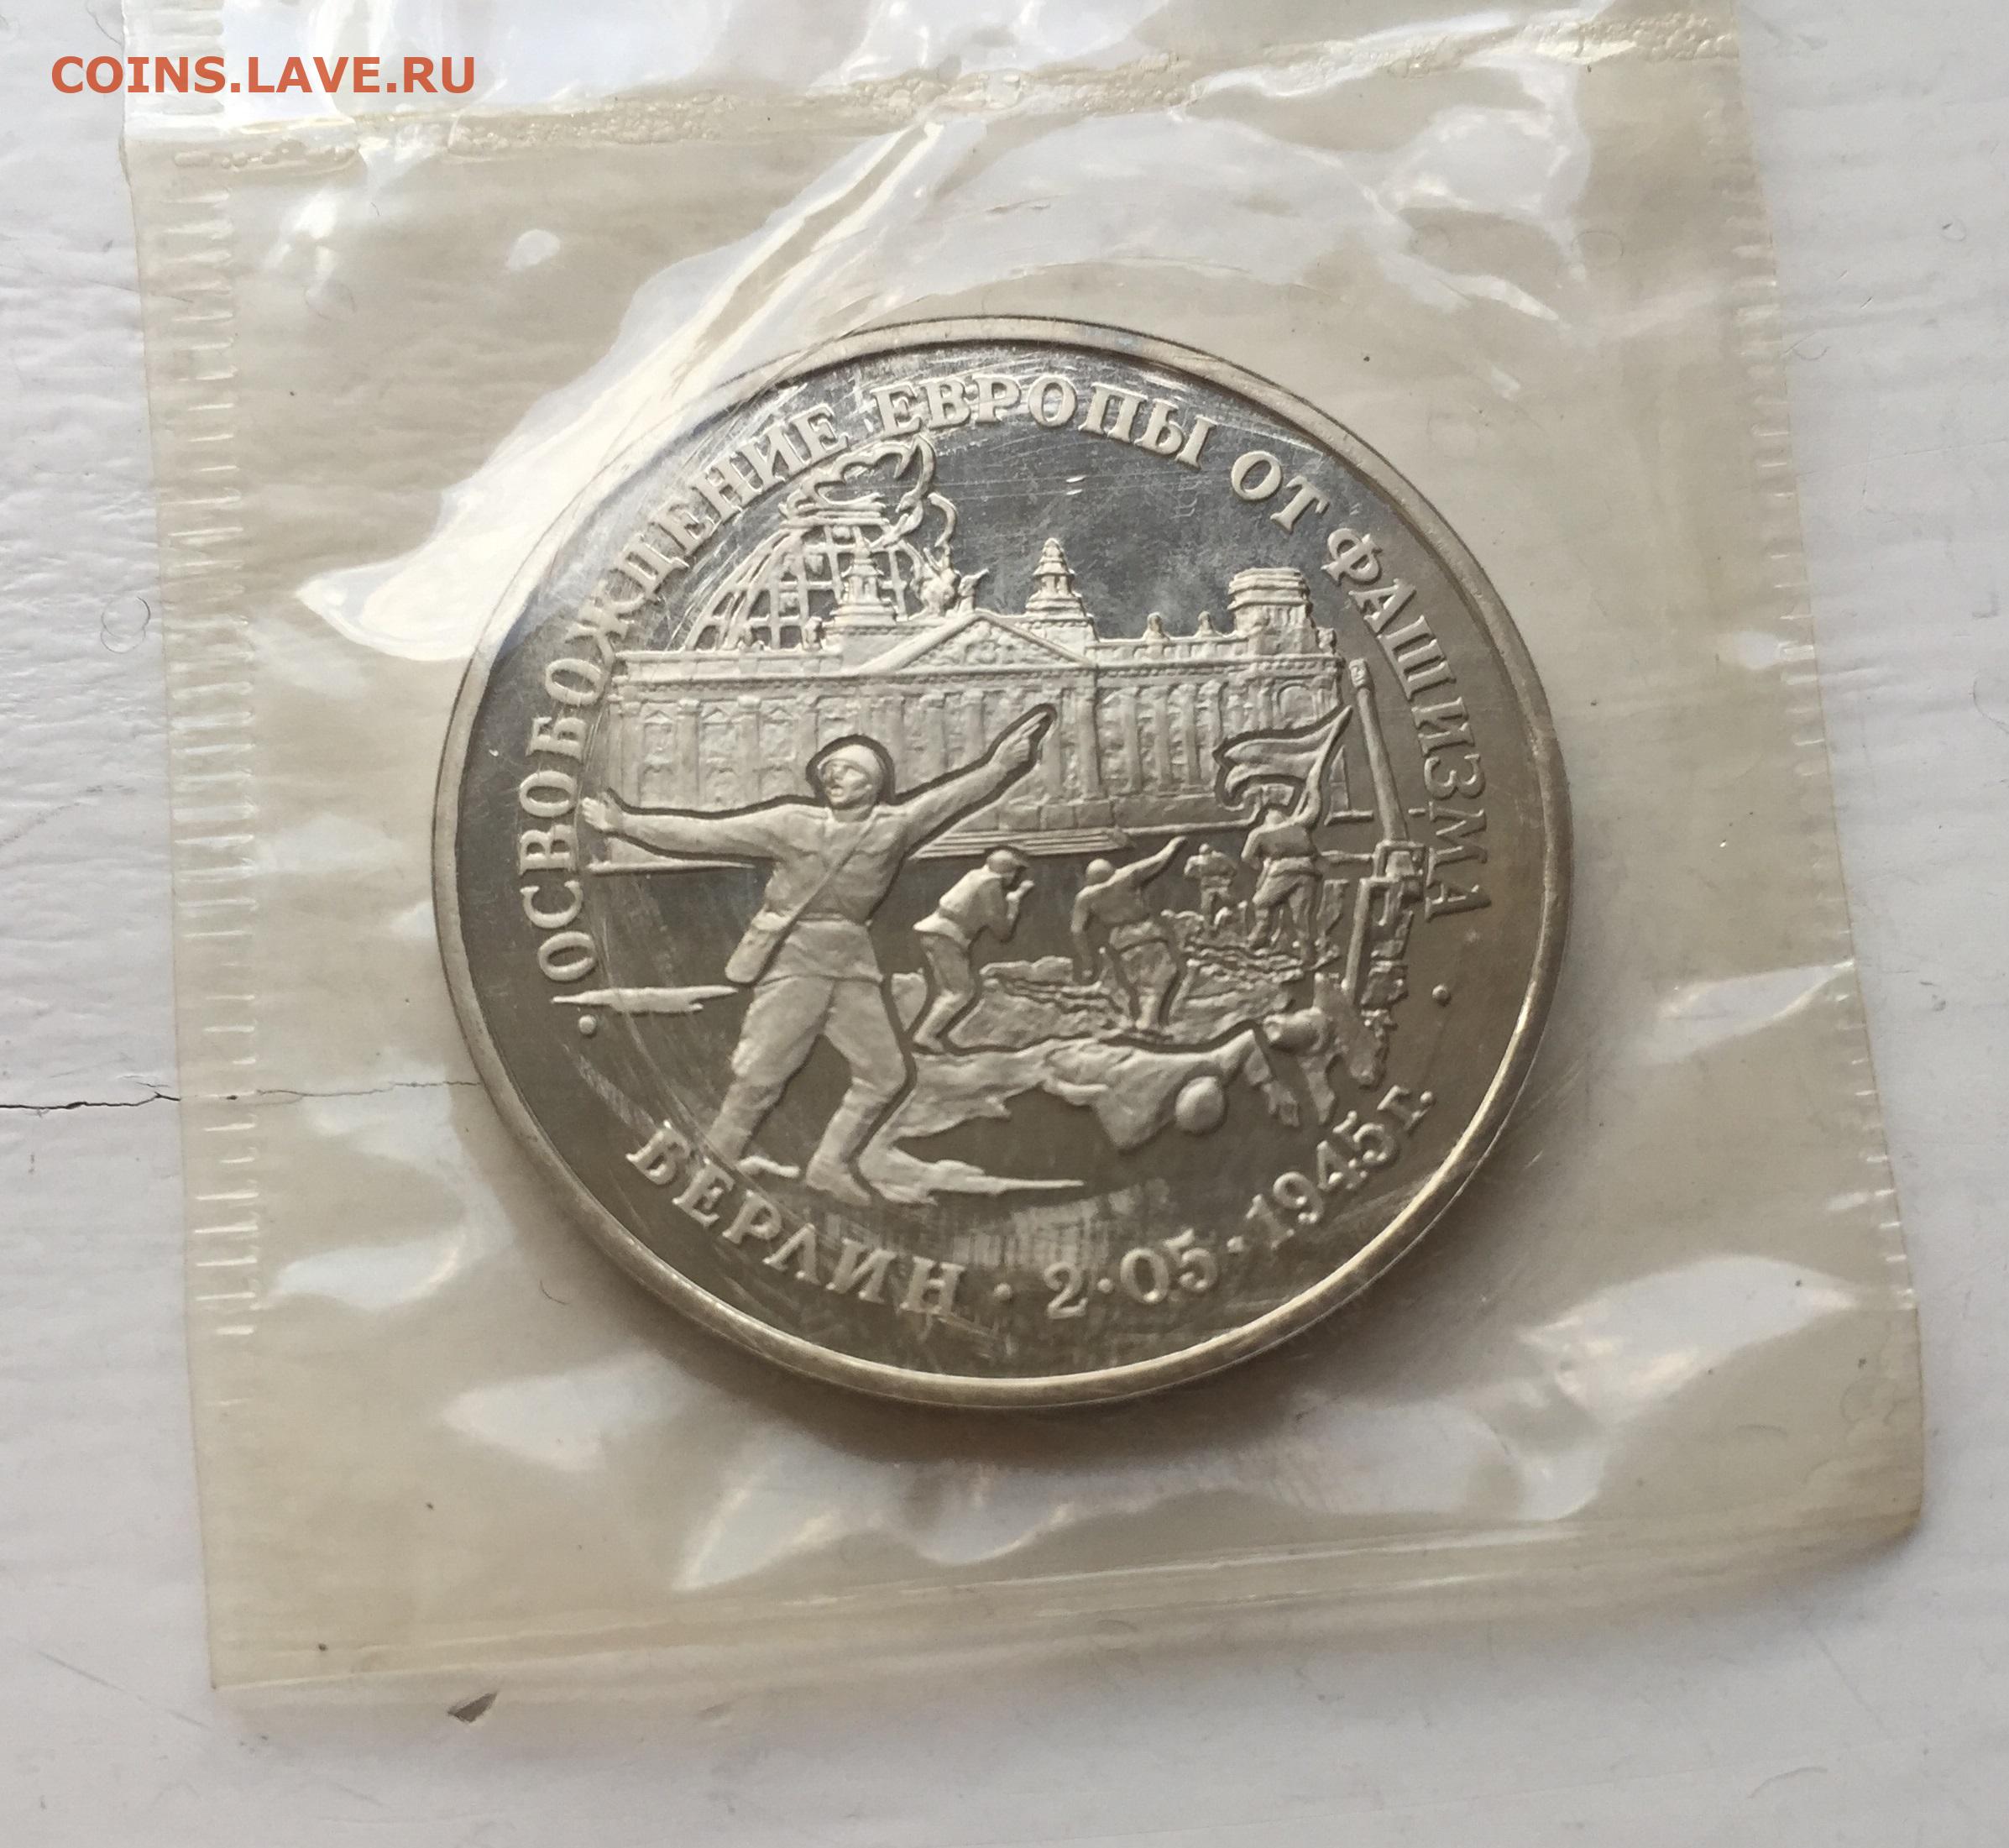 COINS.LAVE.RU
·ОСВОБОЖДЕНИЕ ЕВРОПЫ ОТ ФАШИЗМА·
БЕРЛИН · 2·05·1945 г.